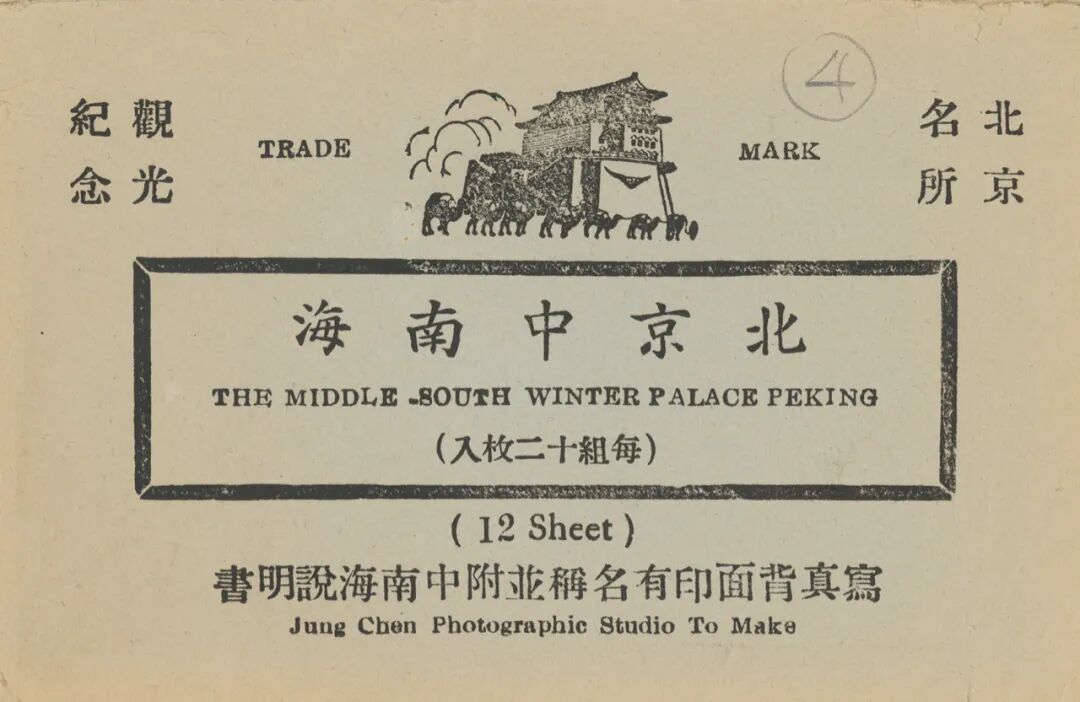 4
北京
名所
TRADE MARK
觀光
紀念
北京中南海
THE MIDDLE -SOUTH WINTER PALACE PEKING
(每組十二枚入)
( 12 Sheet )
寫真背面印有名稱並附中南海說明書
Jung Chen Photographic Studio To Make